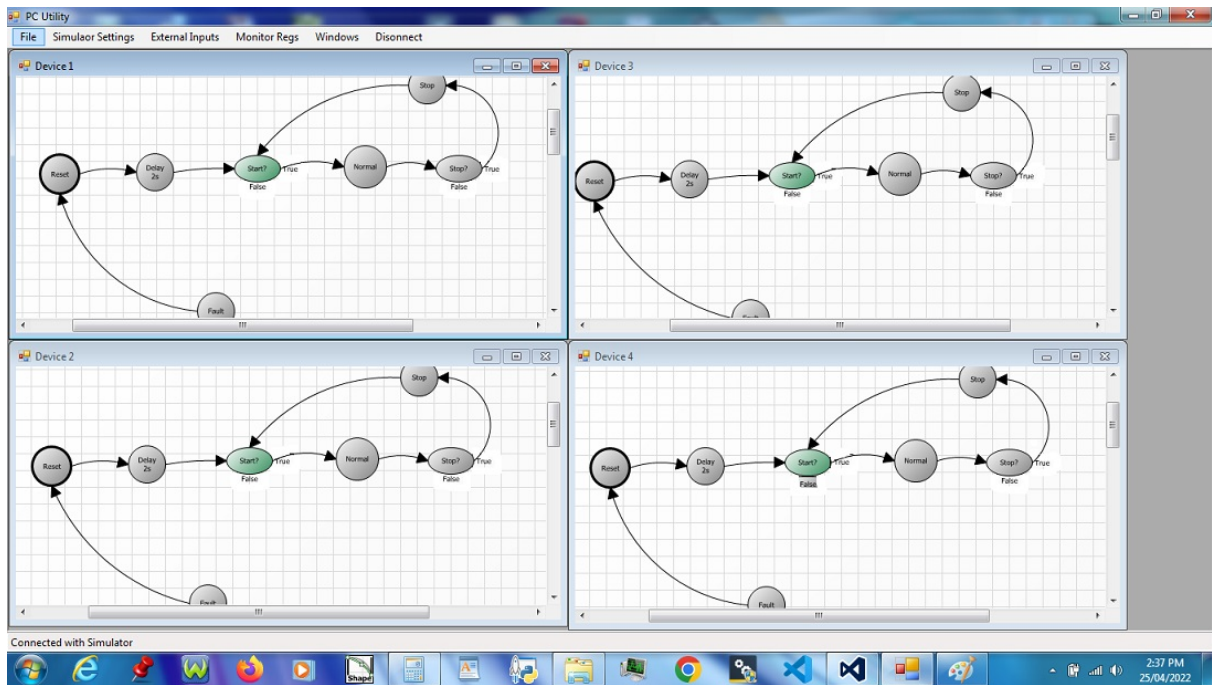 PC Utility
File Simulaor Settings External Inputs Monitor Regs Windows Disonnect
Device 1
Stop
Reset
Delay
2s
Start?
True
False
Normal
Stop?
True
False
Fault
Device 3
Stop
Reset
Delay
2s
Start?
True
False
Normal
Stop?
True
False
Fault
Device 2
Stop
Reset
Delay
2s
Start?
True
False
Normal
Stop?
True
False
Fault
Device 4
Stop
Reset
Delay
2s
Start?
True
False
Normal
Stop?
True
False
Fault
Connected with Simulator
Shape
2:37 PM
25/04/2022